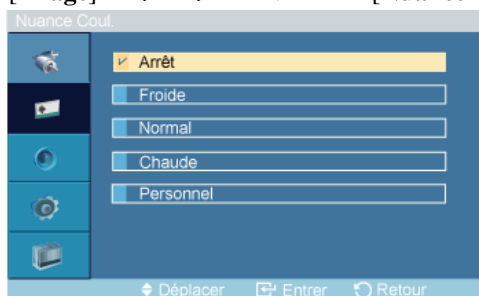 Nuance Coul.
Arrêt
Froide
Normal
Chaude
Personnel
Déplacer Entrer Retour